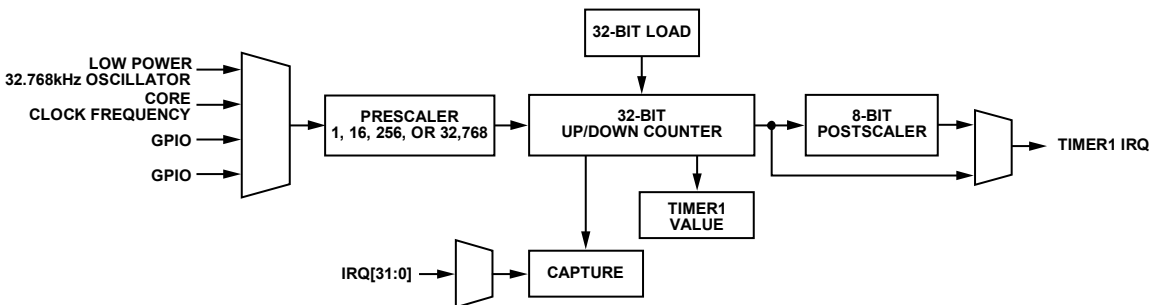 32-BIT LOAD
LOW POWER
32.768kHz OSCILLATOR
CORE
CLOCK FREQUENCY
GPIO
GPIO
PRESCALER
1, 16, 256, OR 32,768
32-BIT
UP/DOWN COUNTER
8-BIT
POSTSCALER
TIMER1 IRQ
TIMER1
VALUE
IRQ[31:0]
CAPTURE